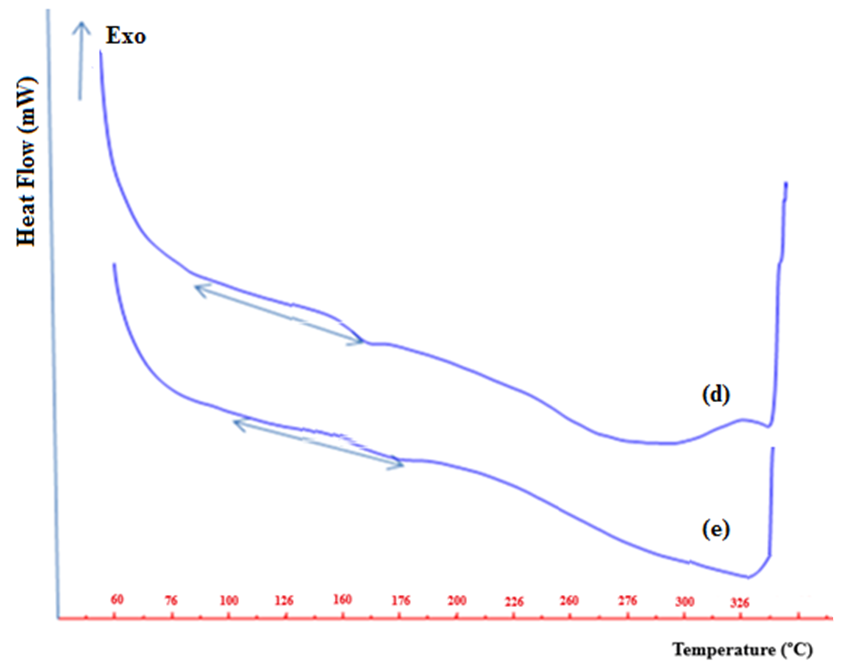 Exo
Heat Flow (mW)
(d)
(e)
60 76 100 126 160 176 200 226 260 276 300 326
Temperature (°C)